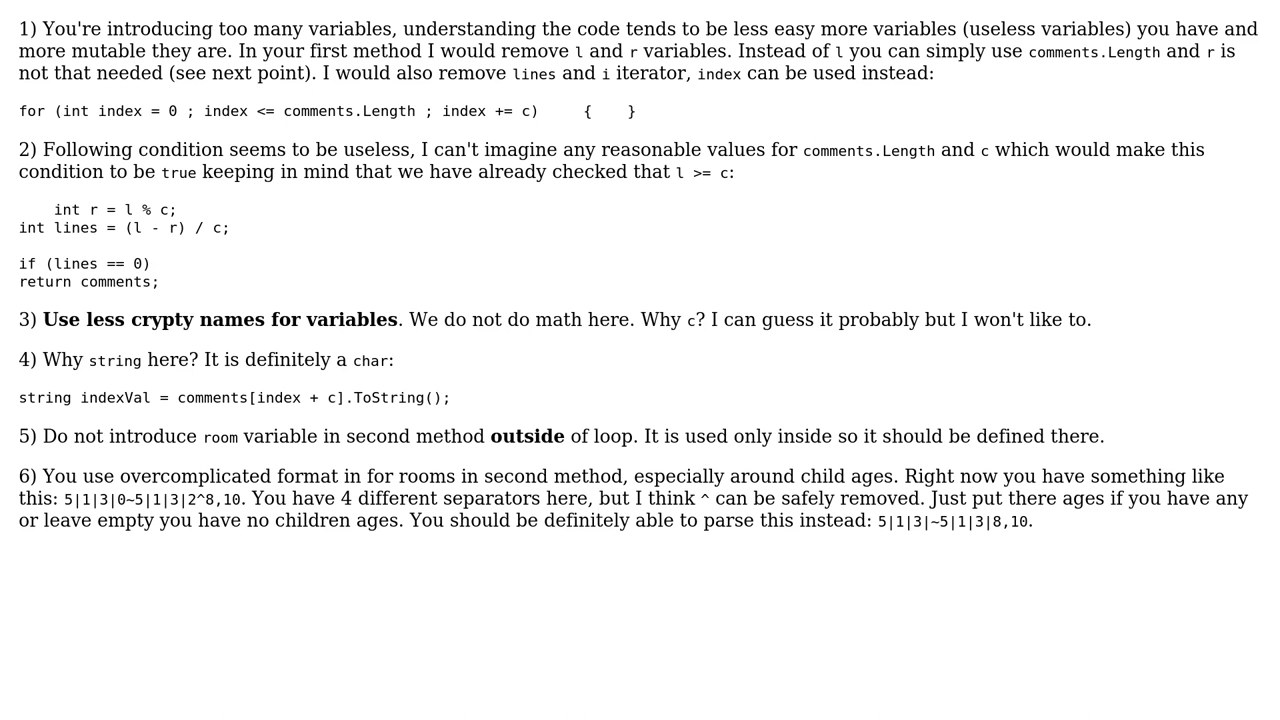 1) You're introducing too many variables, understanding the code tends to be less easy more variables (useless variables) you have and
more mutable they are. In your first method I would remove l and r variables. Instead of l you can simply use comments.Length and r is
not that needed (see next point). I would also remove lines and i iterator, index can be used instead:
for (int index = 0 ; index <= comments.Length ; index += c)     {    }
2) Following condition seems to be useless, I can't imagine any reasonable values for comments.Length and c which would make this
condition to be true keeping in mind that we have already checked that l >= c:
    int r = l % c;
int lines = (l - r) / c;
if (lines == 0)
return comments;
3) Use less crypty names for variables. We do not do math here. Why c? I can guess it probably but I won't like to.
4) Why string here? It is definitely a char:
string indexVal = comments[index + c].ToString();
5) Do not introduce room variable in second method outside of loop. It is used only inside so it should be defined there.
6) You use overcomplicated format in for rooms in second method, especially around child ages. Right now you have something like
this: 5|1|3|0~5|1|3|2^8,10. You have 4 different separators here, but I think ^ can be safely removed. Just put there ages if you have any
or leave empty you have no children ages. You should be definitely able to parse this instead: 5|1|3|~5|1|3|8,10.